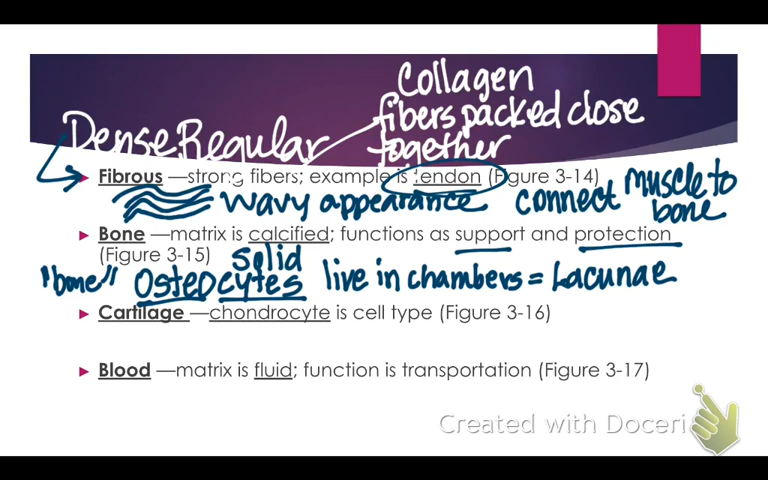 Collagen
fibers packed close
together
Dense Regular
Fibrous —strong fibers; example is tendon (Figure 3-14)
wavy appearance connect muscle to bone
Bone —matrix is calcified; functions as support and protection
(Figure 3-15)
solid
"bone" Osteocytes live in chambers = Lacunae
Cartilage —chondrocyte is cell type (Figure 3-16)
Blood —matrix is fluid; function is transportation (Figure 3-17)
Created with Doceri